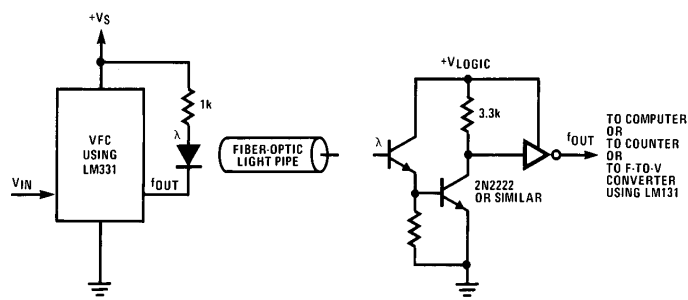 +VS
1k
λ
VFC
USING
LM331
VIN
fOUT
FIBER-OPTIC
LIGHT PIPE
+VLOGIC
3.3k
λ
2N2222
OR SIMILAR
fOUT
TO COMPUTER
OR
TO COUNTER
OR
TO F-TO-V
CONVERTER
USING LM131